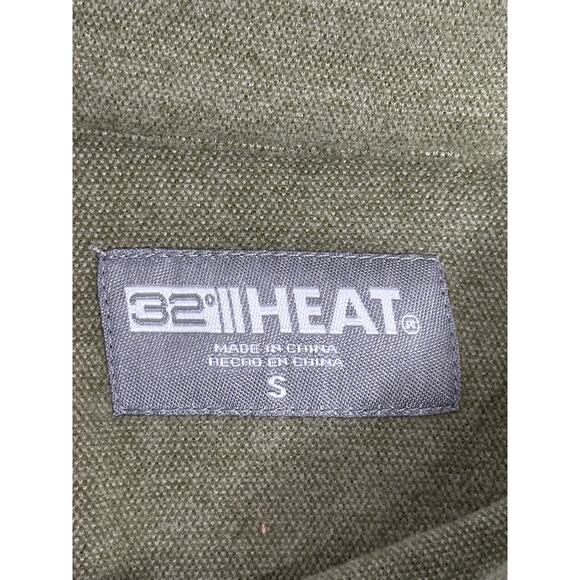 32° HEAT®
MADE IN CHINA
HECHO EN CHINA
S